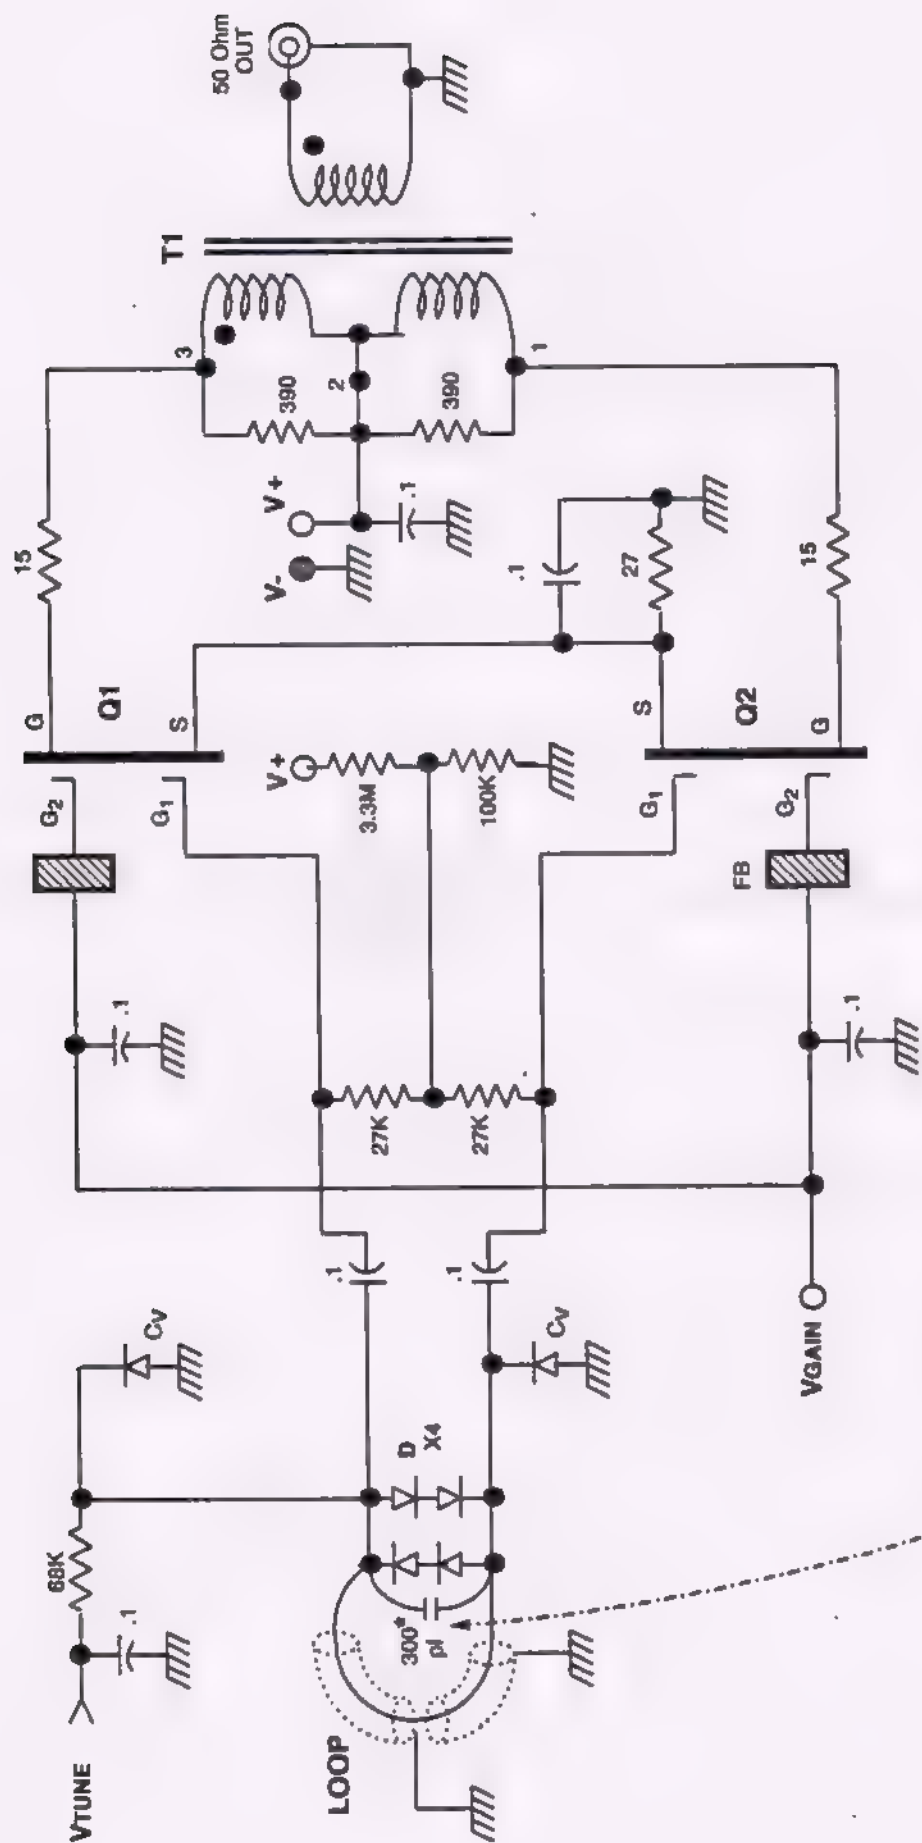 VTUNE
68K
.1
CV
LOOP
300*
pf
D
X4
CV
.1
.1
VGAIN
27K
27K
.1
.1
FB
G2
G1
Q1
G
S
V+
3.3M
100K
G1
G2
Q2
S
G
15
V-
V+
.1
.1
27
15
390
390
3
2
1
T1
50 Ohm
OUT